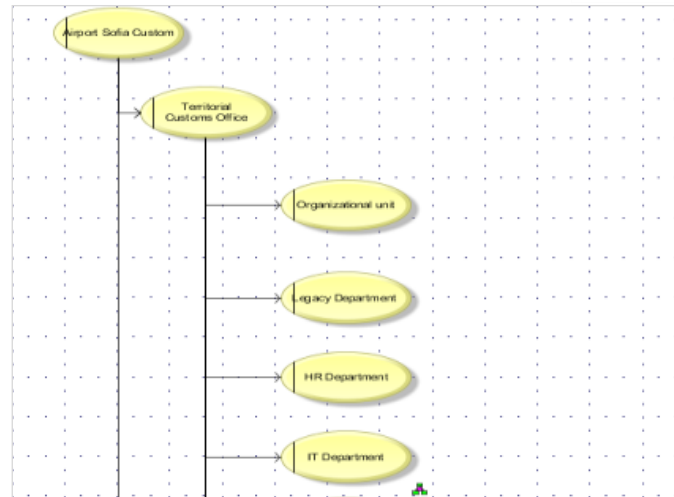 Airport Sofia Custom
Territorial
Customs Office
Organizational unit
Legacy Department
HR Department
IT Department